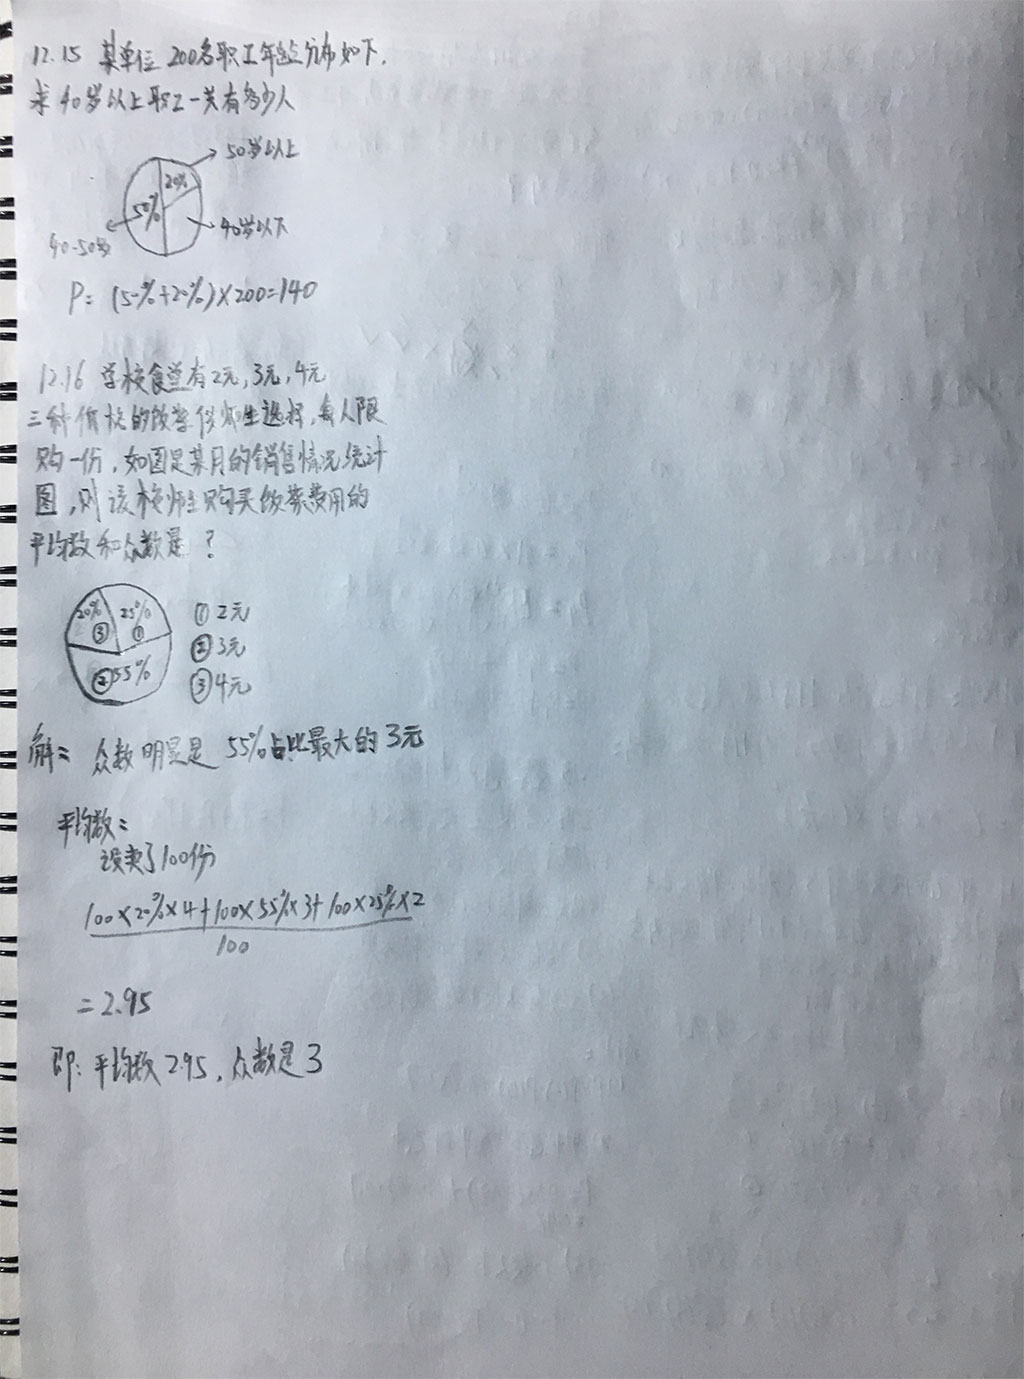 12.15 某单位 200名职工年龄分布如下.
求 40岁以上职工一共有多少人
50岁以上
20%
50%
40岁以下
40-50岁
P= (50%+20%)×200=140
12.16 学校食堂有2元,3元,4元
三种价格的饭菜供师生选择,每人限
购一份,如图是某月的销售情况统计
图,则该校师生购买饭菜费用的
平均数和众数是?
20% 25% ① 2元
③ ①
② 55% ② 3元
③ 4元
解: 众数明显是 55%占比最大的3元
平均数:
设卖了100份
100×20%×4+100×55%×3+100×25%×2
100
=2.95
即: 平均数 2.95, 众数是 3